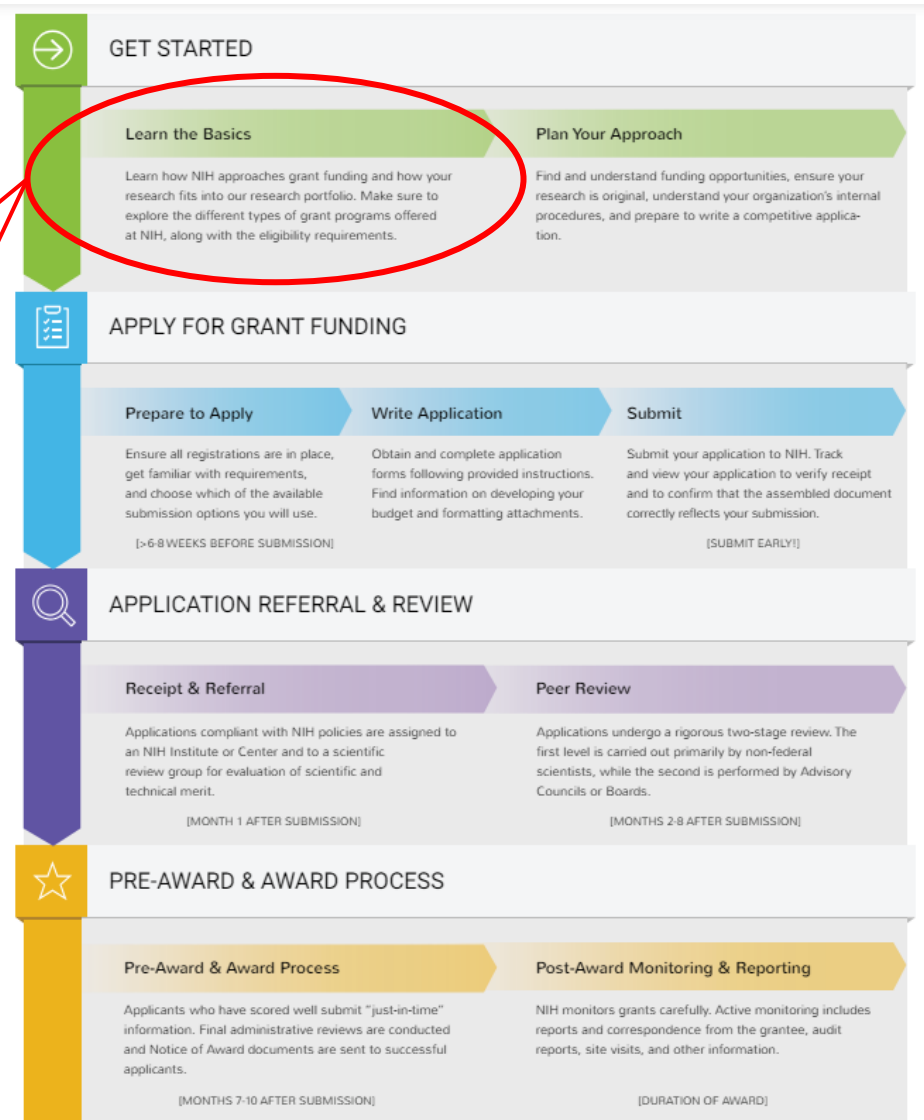 GET STARTED
Learn the Basics
Learn how NIH approaches grant funding and how your
research fits into our research portfolio. Make sure to
explore the different types of grant programs offered
at NIH, along with the eligibility requirements.
Plan Your Approach
Find and understand funding opportunities, ensure your
research is original, understand your organization's internal
procedures, and prepare to write a competitive applica-
tion.
APPLY FOR GRANT FUNDING
Prepare to Apply
Ensure all registrations are in place,
get familiar with requirements,
and choose which of the available
submission options you will use.
[>6-8 WEEKS BEFORE SUBMISSION]
Write Application
Obtain and complete application
forms following provided instructions.
Find information on developing your
budget and formatting attachments.
Submit
Submit your application to NIH. Track
and view your application to verify receipt
and to confirm that the assembled document
correctly reflects your submission.
[SUBMIT EARLY!]
APPLICATION REFERRAL & REVIEW
Receipt & Referral
Applications compliant with NIH policies are assigned to
an NIH Institute or Center and to a scientific
review group for evaluation of scientific and
technical merit.
[MONTH 1 AFTER SUBMISSION]
Peer Review
Applications undergo a rigorous two-stage review. The
first level is carried out primarily by non-federal
scientists, while the second is performed by Advisory
Councils or Boards.
[MONTHS 2-8 AFTER SUBMISSION]
PRE-AWARD & AWARD PROCESS
Pre-Award & Award Process
Applicants who have scored well submit "just-in-time"
information. Final administrative reviews are conducted
and Notice of Award documents are sent to successful
applicants.
[MONTHS 7-10 AFTER SUBMISSION]
Post-Award Monitoring & Reporting
NIH monitors grants carefully. Active monitoring includes
reports and correspondence from the grantee, audit
reports, site visits, and other information.
[DURATION OF AWARD]